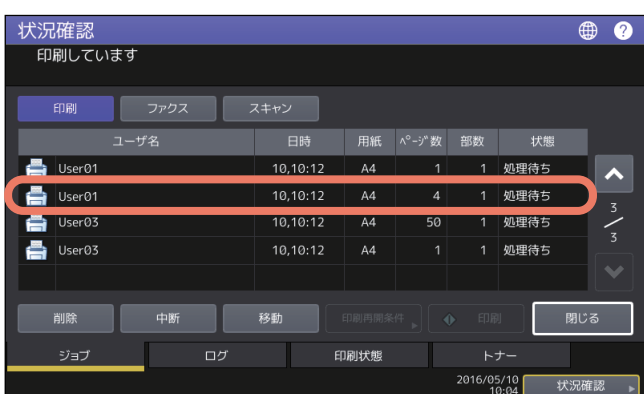 状況確認 ?
印刷しています
印刷 ファクス スキャン
ユーザ名 日時 用紙 ページ数 部数 状態
User01 10,10:12 A4 1 1 処理待ち
User01 10,10:12 A4 4 1 処理待ち
User03 10,10:12 A4 50 1 処理待ち
User03 10,10:12 A4 1 1 処理待ち
3
3
削除 中断 移動 印刷再開条件 印刷 閉じる
ジョブ ログ 印刷状態 トナー
2016/05/10
10:04
状況確認